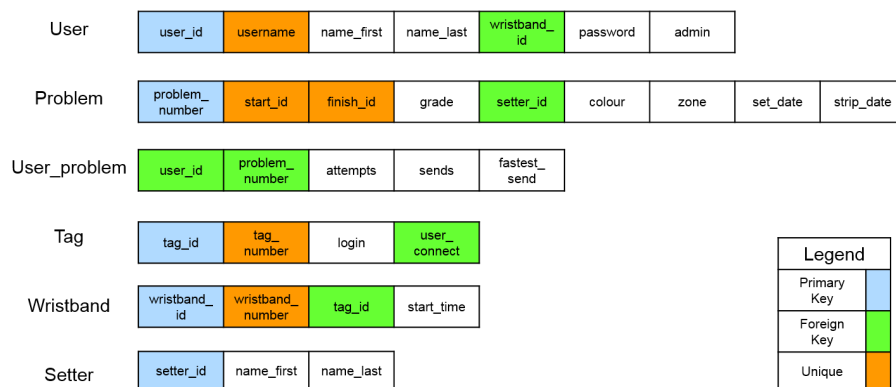 User
user_id
username
name_first
name_last
wristband_
id
password
admin
Problem
problem_
number
start_id
finish_id
grade
setter_id
colour
zone
set_date
strip_date
User_problem
user_id
problem_
number
attempts
sends
fastest_
send
Tag
tag_id
tag_
number
login
user_
connect
Wristband
wristband_
id
wristband_
number
tag_id
start_time
Setter
setter_id
name_first
name_last
Legend
Primary
Key
Foreign
Key
Unique